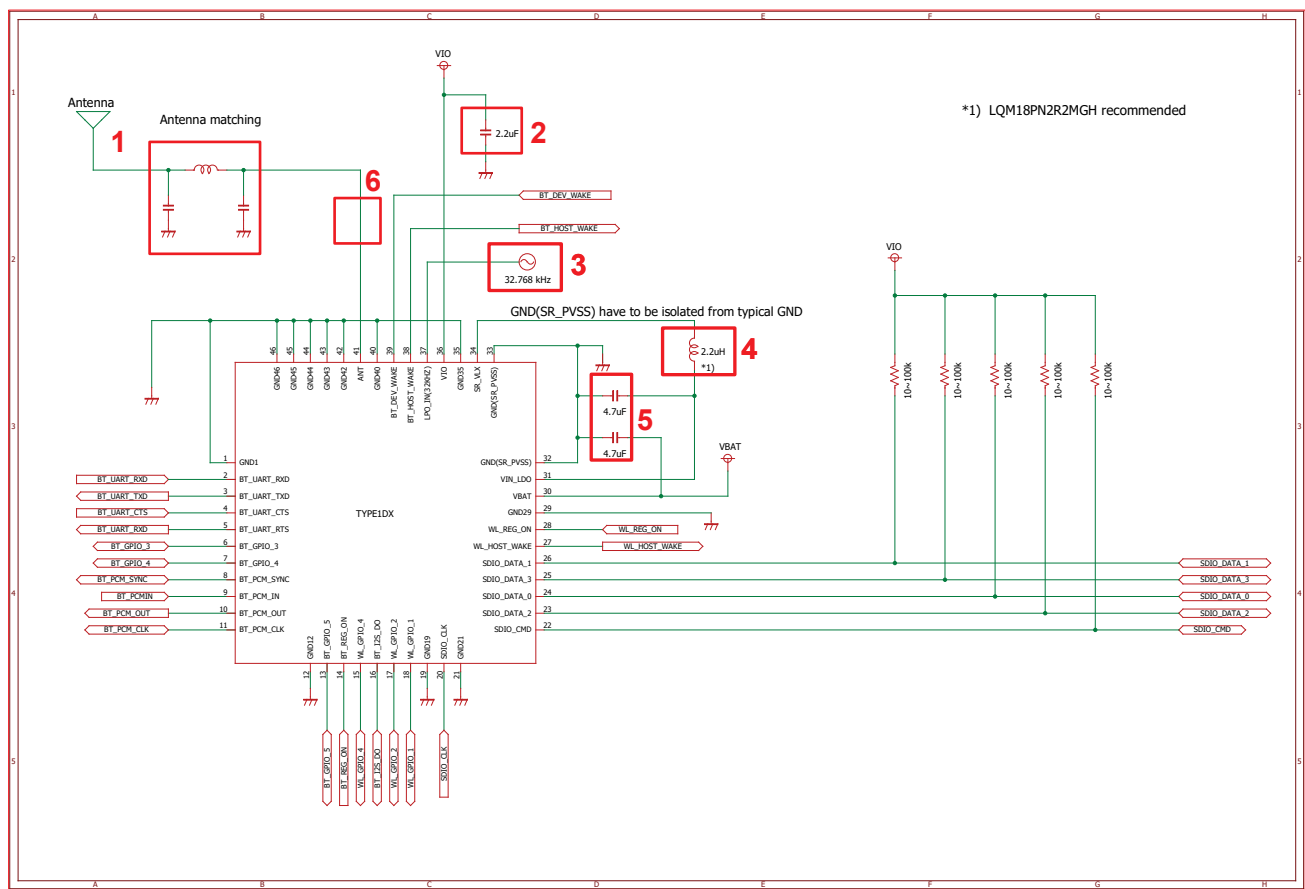 A B C D E F G H
1
2
3
4
5
1
2
3
4
5
VIO
Antenna
Antenna matching
1
2.2uF
2
*1) LQM18PN2R2MGH recommended
6
BT_DEV_WAKE
BT_HOST_WAKE
32.768 kHz
3
VIO
GND(SR_PVSS) have to be isolated from typical GND
2.2uH
*1)
4
4.7uF
4.7uF
5
VBAT
10~100k
10~100k
10~100k
10~100k
10~100k
46 GND46
45 GND45
44 GND44
43 GND43
42 GND42
41 ANT
40 GND40
39 BT_DEV_WAKE
38 BT_HOST_WAKE
37 LPO_IN(32KHZ)
36 VIO
35 GND35
34 SR_VLX
33 GND(SR_PVSS)
TYPE1DX
1 GND1
BT_UART_RXD 2 BT_UART_RXD
BT_UART_TXD 3 BT_UART_TXD
BT_UART_CTS 4 BT_UART_CTS
BT_UART_RXD 5 BT_UART_RTS
BT_GPIO_3 6 BT_GPIO_3
BT_GPIO_4 7 BT_GPIO_4
BT_PCM_SYNC 8 BT_PCM_SYNC
BT_PCMIN 9 BT_PCM_IN
BT_PCM_OUT 10 BT_PCM_OUT
BT_PCM_CLK 11 BT_PCM_CLK
GND(SR_PVSS) 32
VIN_LDO 31
VBAT 30
GND29 29
WL_REG_ON 28 WL_REG_ON
WL_HOST_WAKE 27 WL_HOST_WAKE
SDIO_DATA_1 26 SDIO_DATA_1
SDIO_DATA_3 25 SDIO_DATA_3
SDIO_DATA_0 24 SDIO_DATA_0
SDIO_DATA_2 23 SDIO_DATA_2
SDIO_CMD 22 SDIO_CMD
GND12 12
BT_GPIO_5 13 BT_GPIO_5
BT_REG_ON 14 BT_REG_ON
WL_GPIO_4 15 WL_GPIO_4
BT_I2S_DO 16 BT_I2S_DO
WL_GPIO_2 17 WL_GPIO_2
WL_GPIO_1 18 WL_GPIO_1
GND19 19
SDIO_CLK 20 SDIO_CLK
GND21 21
A B C D E F G H